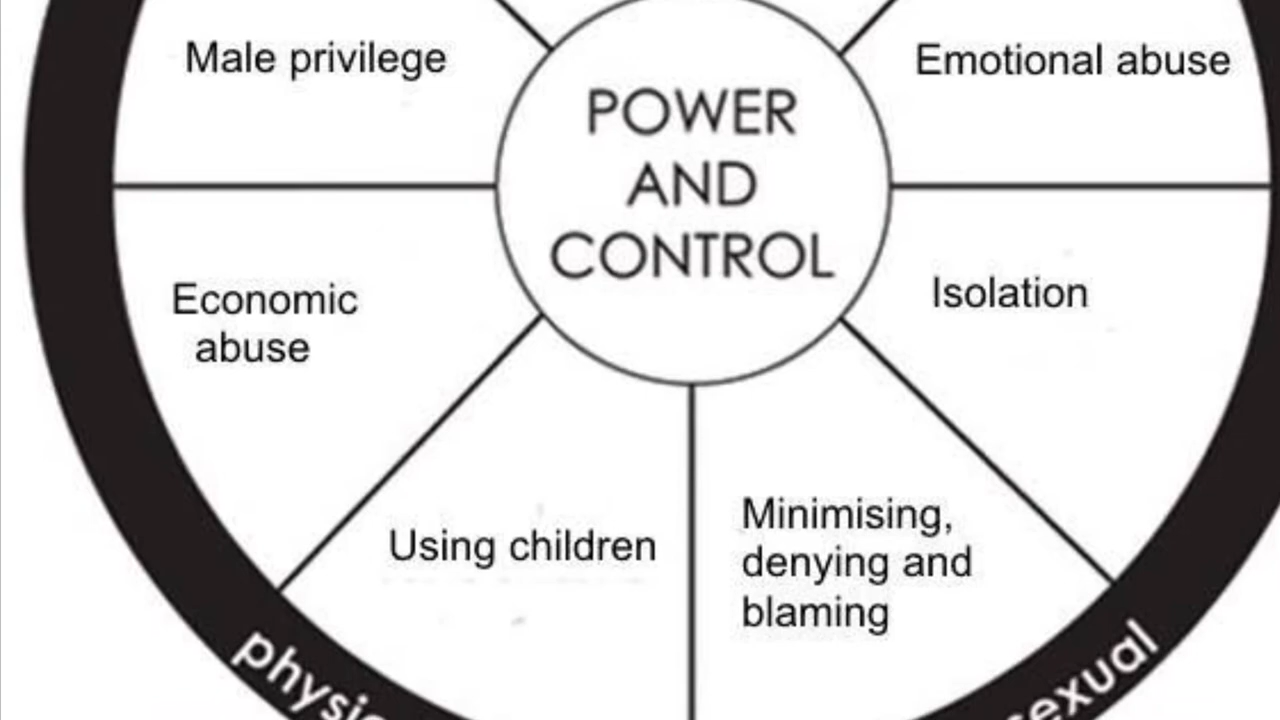 Male privilege
Emotional abuse
POWER
AND
CONTROL
Economic
abuse
Isolation
Using children
Minimising,
denying and
blaming
sexual